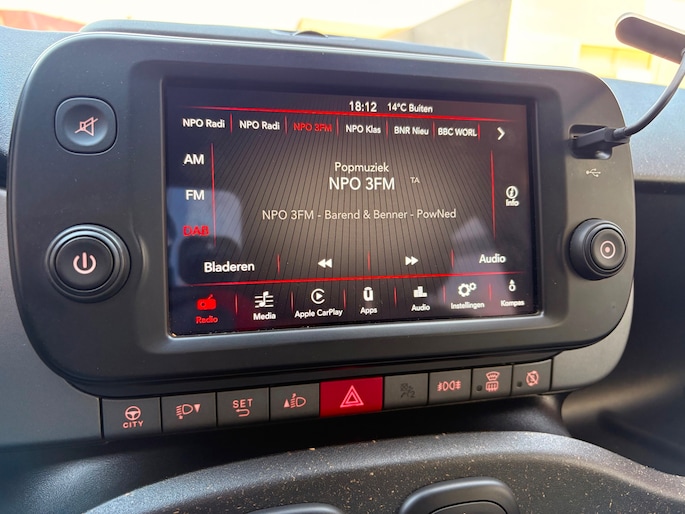 18:12 14°C Buiten
NPO Radi NPO Radi NPO 3FM NPO Klas BNR Nieu BBC WORL
AM
FM
DAB
Popmuziek
NPO 3FM TA
NPO 3FM - Barend & Benner - PowNed
Info
Bladeren Audio
Radio Media Apple CarPlay Apps Audio Instellingen Kompas
CITY SET